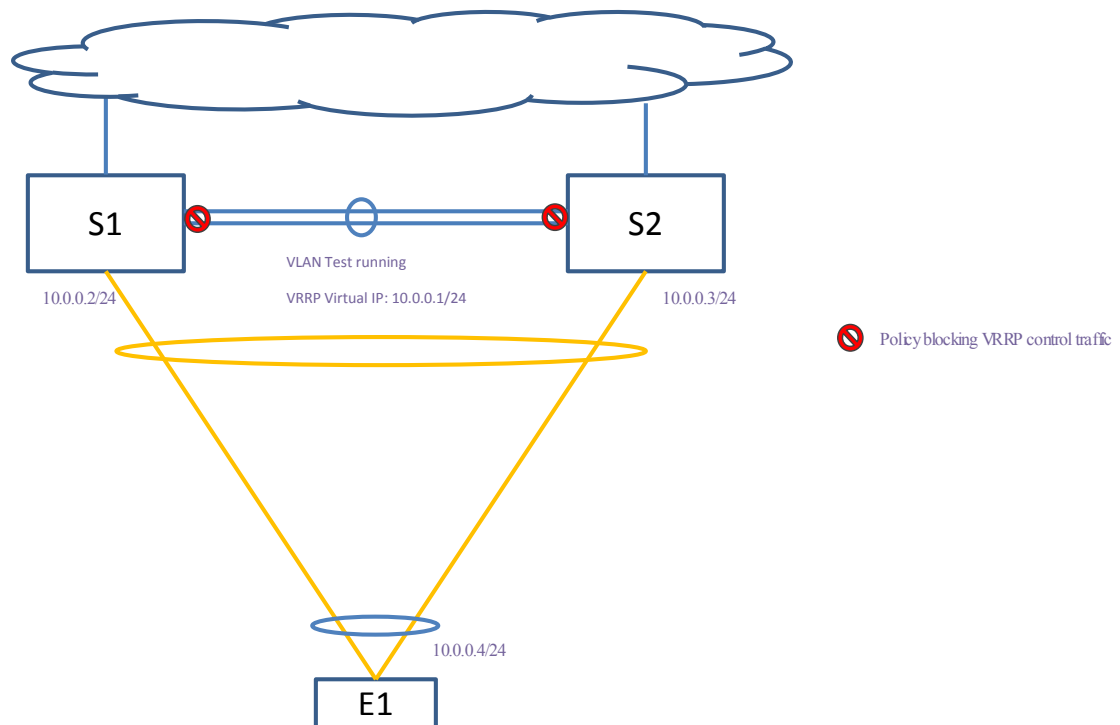 S1
S2
VLAN Test running
10.0.0.2/24
VRRP Virtual IP: 10.0.0.1/24
10.0.0.3/24
Policy blocking VRRP control traffic
10.0.0.4/24
E1